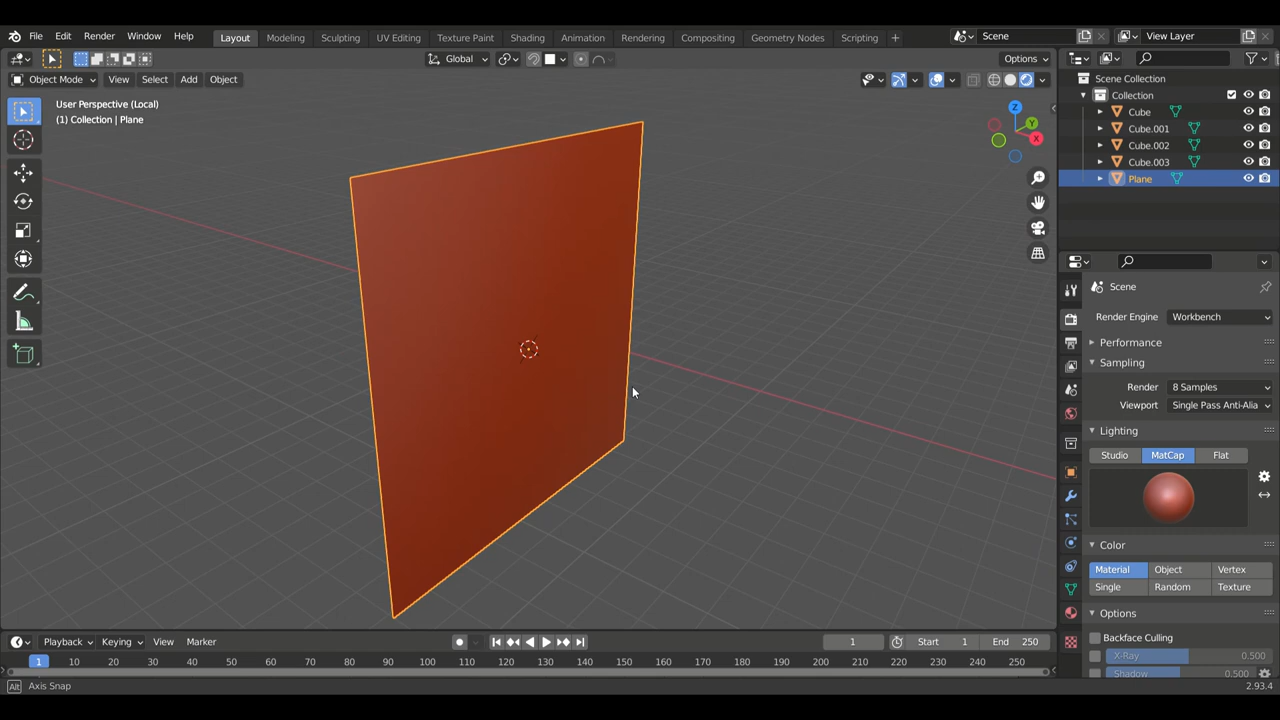 File Edit Render Window Help Layout Modeling Sculpting UV Editing Texture Paint Shading Animation Rendering Compositing Geometry Nodes Scripting + Scene View Layer
Global Options
Object Mode View Select Add Object
User Perspective (Local)
(1) Collection | Plane
Z
Y
X
Scene Collection
Collection
Cube
Cube.001
Cube.002
Cube.003
Plane
Scene
Render Engine Workbench
Performance
Sampling
Render 8 Samples
Viewport Single Pass Anti-Alia
Lighting
Studio MatCap Flat
Color
Material Object Vertex
Single Random Texture
Options
Backface Culling
X-Ray 0.500
Shadow 0.500
Playback Keying View Marker 1 Start 1 End 250
1 10 20 30 40 50 60 70 80 90 100 110 120 130 140 150 160 170 180 190 200 210 220 230 240 250
Alt Axis Snap 2.93.4